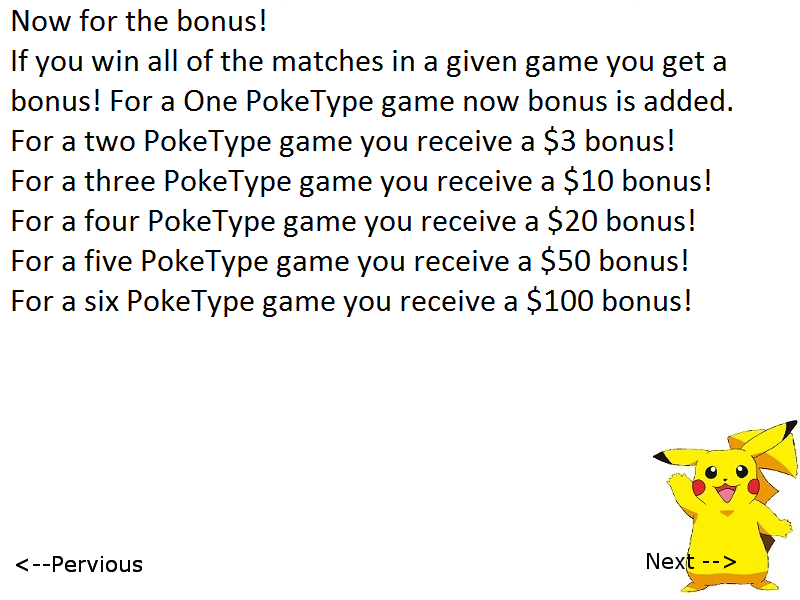 Now for the bonus!
If you win all of the matches in a given game you get a
bonus! For a One PokeType game now bonus is added.
For a two PokeType game you receive a $3 bonus!
For a three PokeType game you receive a $10 bonus!
For a four PokeType game you receive a $20 bonus!
For a five PokeType game you receive a $50 bonus!
For a six PokeType game you receive a $100 bonus!
<--Pervious
Next -->